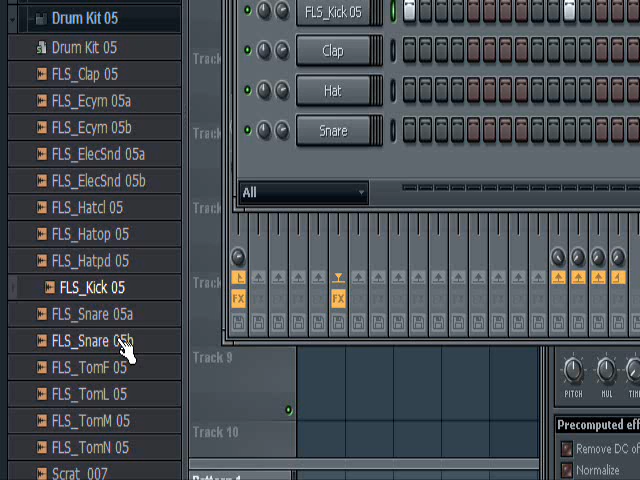 Drum Kit 05
Drum Kit 05
FLS_Clap 05
FLS_Ecym 05a
FLS_Ecym 05b
FLS_ElecSnd 05a
FLS_ElecSnd 05b
FLS_Hatcl 05
FLS_Hatop 05
FLS_Hatpd 05
FLS_Kick 05
FLS_Snare 05a
FLS_Snare 05b
FLS_TomF 05
FLS_TomL 05
FLS_TomM 05
FLS_TomN 05
Scrat_007
FLS_Kick 05
Clap
Hat
Snare
All
FX
FX
Track 9
Track 10
PITCH
MUL
Precomputed eff
Remove DC of
Normalize